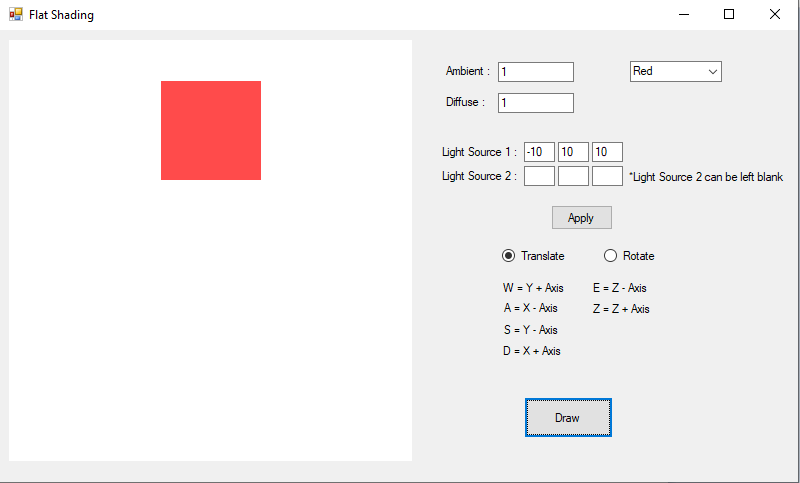 Flat Shading
Ambient : 1 Red
Diffuse : 1
Light Source 1 : -10 10 10
Light Source 2 : *Light Source 2 can be left blank
Apply
Translate Rotate
W = Y + Axis E = Z - Axis
A = X - Axis Z = Z + Axis
S = Y - Axis
D = X + Axis
Draw